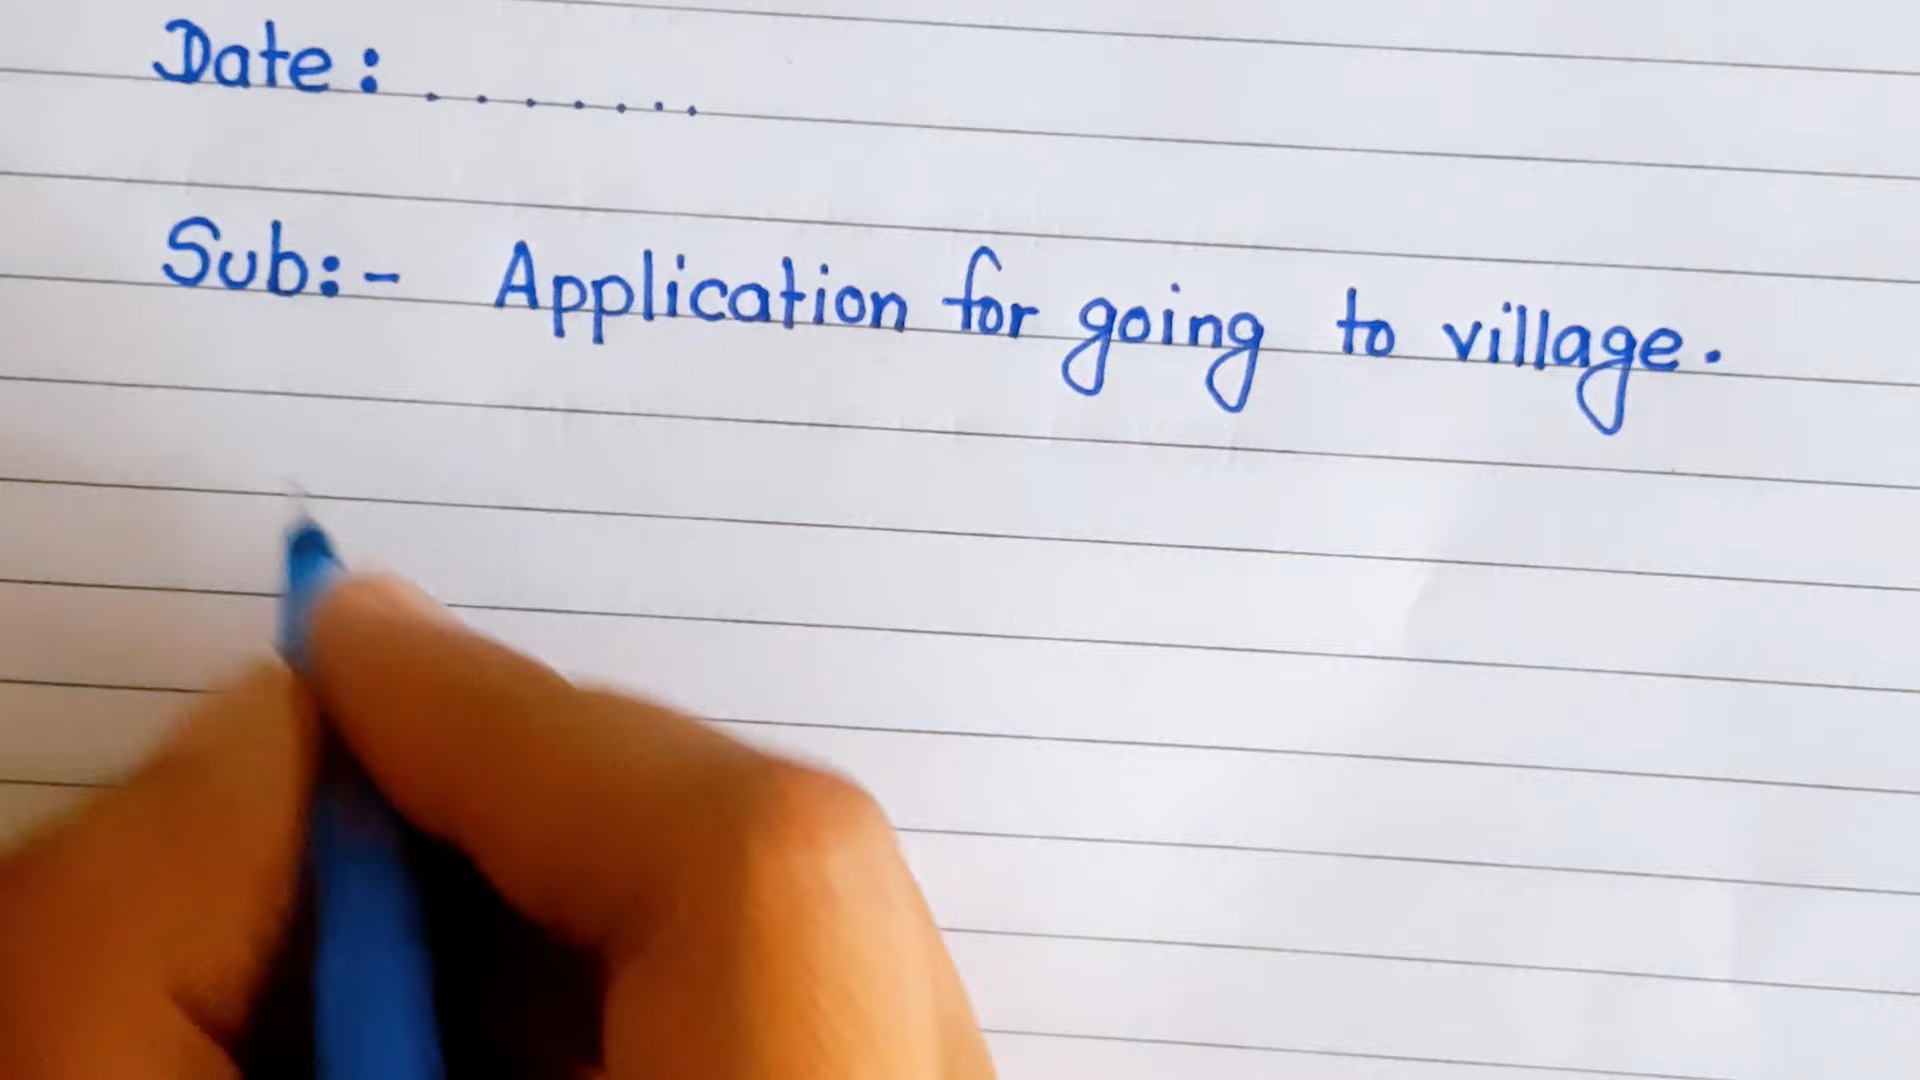 Date: .......
Sub:- Application for going to village.